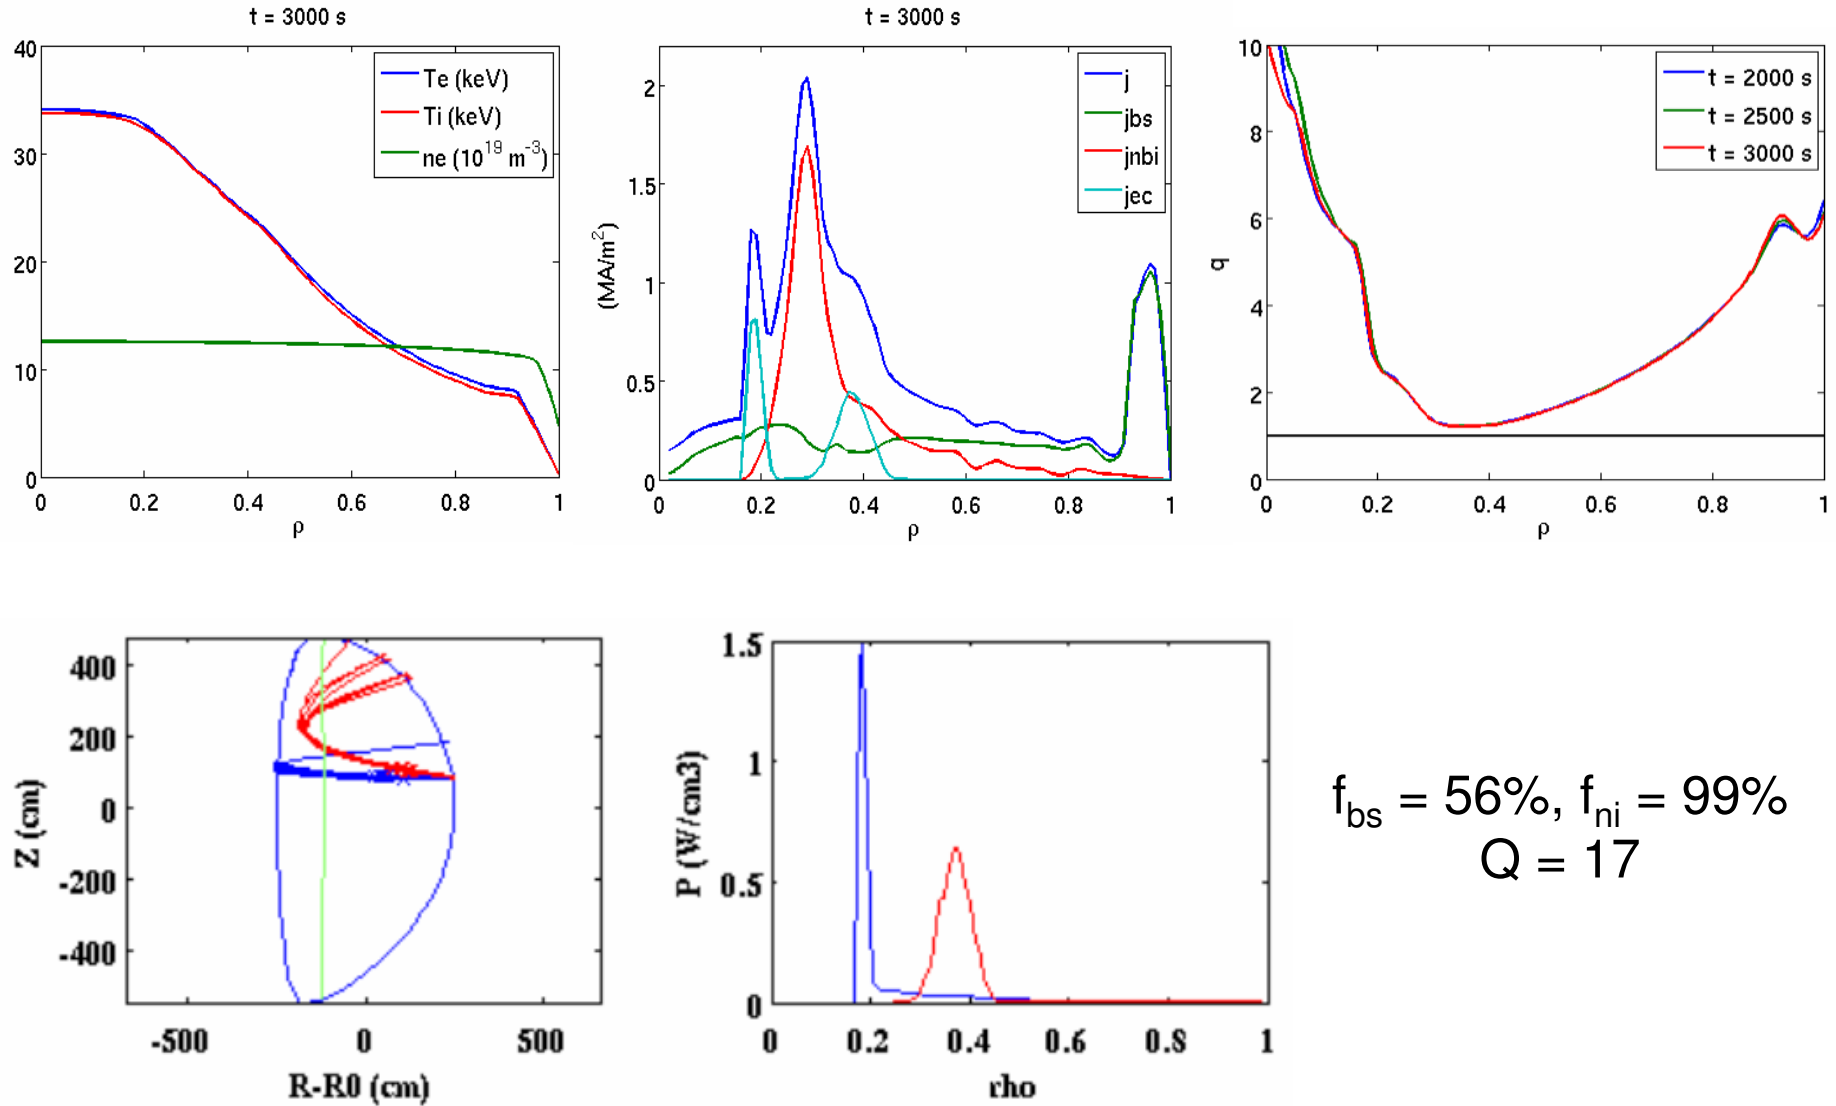 t = 3000 s
40
30
20
10
0
0
0.2
0.4
0.6
0.8
1
ρ
Te (keV)
Ti (keV)
ne (10^19 m^-3)
t = 3000 s
(MA/m²)
2
1.5
1
0.5
0
0
0.2
0.4
0.6
0.8
1
ρ
j
jbs
jnbi
jec
q
10
8
6
4
2
0
0
0.2
0.4
0.6
0.8
1
ρ
t = 2000 s
t = 2500 s
t = 3000 s
Z (cm)
400
200
0
-200
-400
-500
0
500
R-R0 (cm)
P (W/cm3)
1.5
1
0.5
0
0
0.2
0.4
0.6
0.8
1
rho
f_bs = 56%, f_ni = 99%
Q = 17